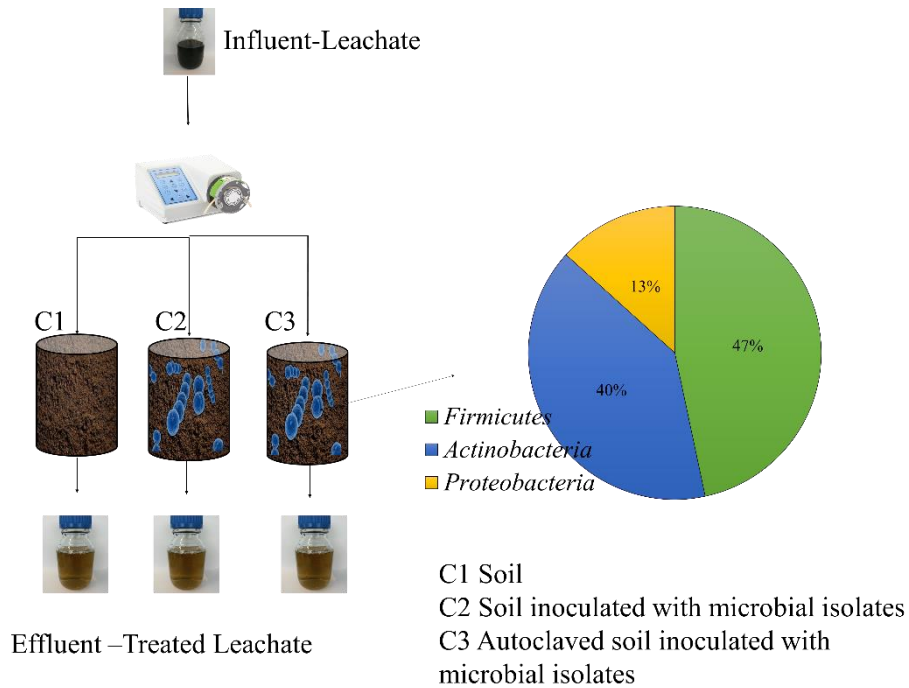 Influent-Leachate
C1
C2
C3
47%
40%
13%
Firmicutes
Actinobacteria
Proteobacteria
C1 Soil
C2 Soil inoculated with microbial isolates
C3 Autoclaved soil inoculated with
microbial isolates
Effluent –Treated Leachate